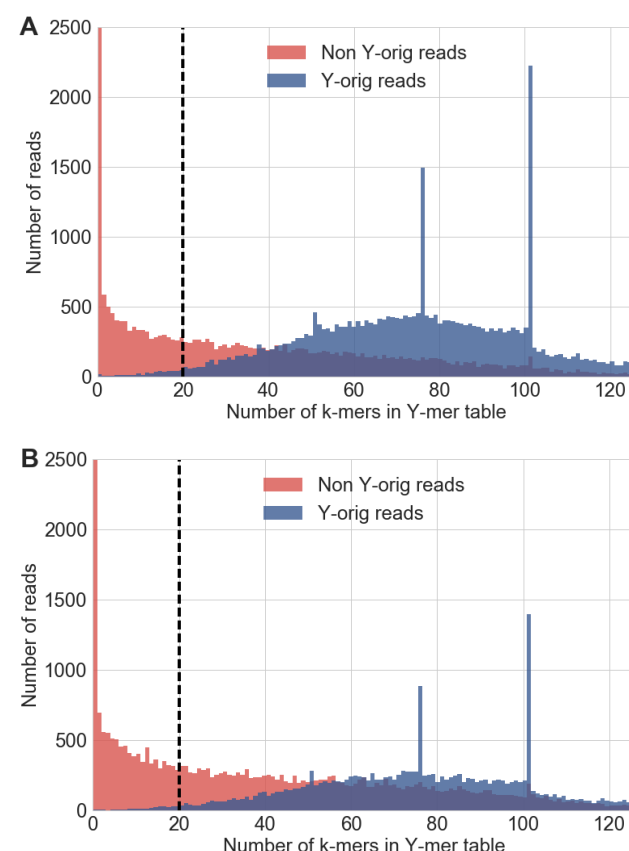 A
2500
2000
1500
1000
500
0
Number of reads
Non Y-orig reads
Y-orig reads
0 20 40 60 80 100 120
Number of k-mers in Y-mer table
B
2500
2000
1500
1000
500
0
Number of reads
Non Y-orig reads
Y-orig reads
0 20 40 60 80 100 120
Number of k-mers in Y-mer table